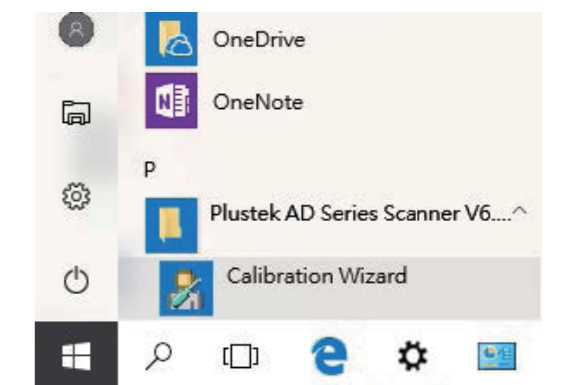 OneDrive
OneNote
P
Plustek AD Series Scanner V6....
Calibration Wizard